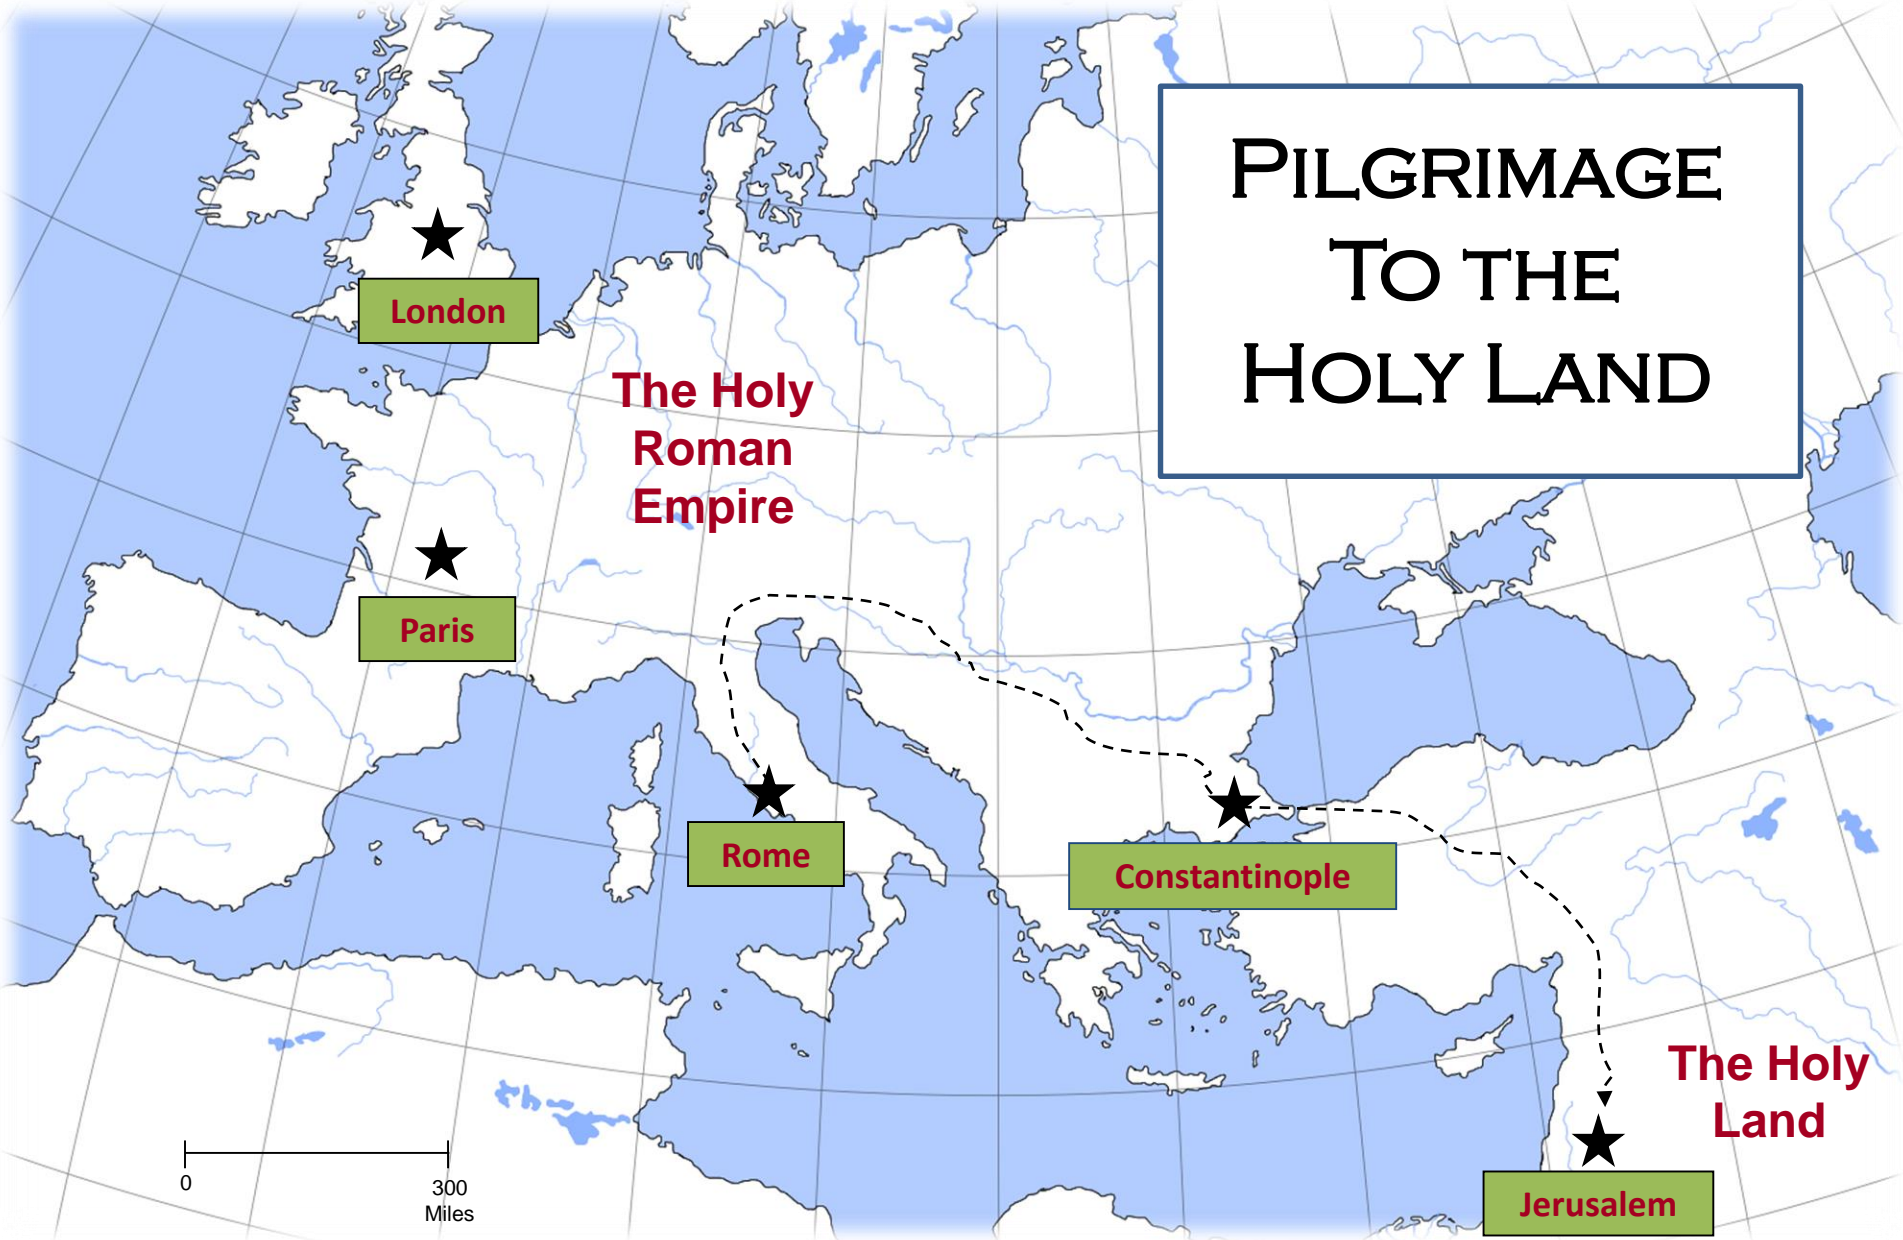 PILGRIMAGE
TO THE
HOLY LAND
London
The Holy
Roman
Empire
Paris
Rome
Constantinople
The Holy
Land
Jerusalem
0
300
Miles